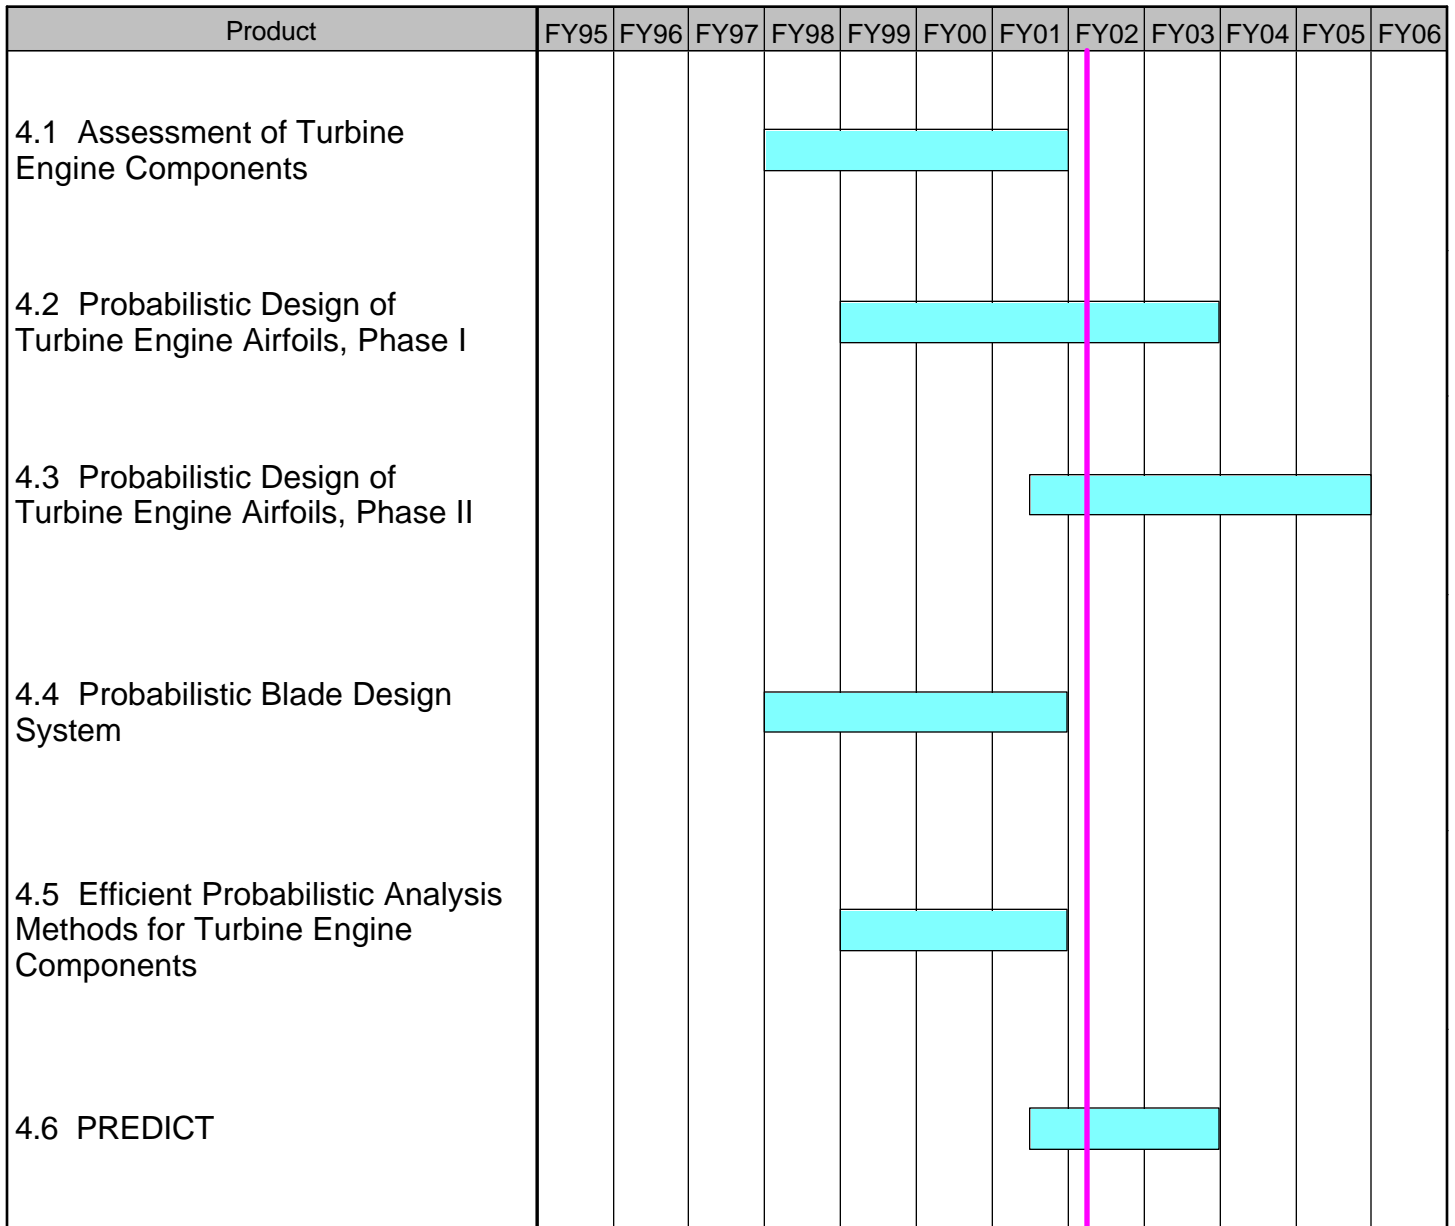 Product FY95 FY96 FY97 FY98 FY99 FY00 FY01 FY02 FY03 FY04 FY05 FY06
4.1 Assessment of Turbine
Engine Components
4.2 Probabilistic Design of
Turbine Engine Airfoils, Phase I
4.3 Probabilistic Design of
Turbine Engine Airfoils, Phase II
4.4 Probabilistic Blade Design
System
4.5 Efficient Probabilistic Analysis
Methods for Turbine Engine
Components
4.6 PREDICT